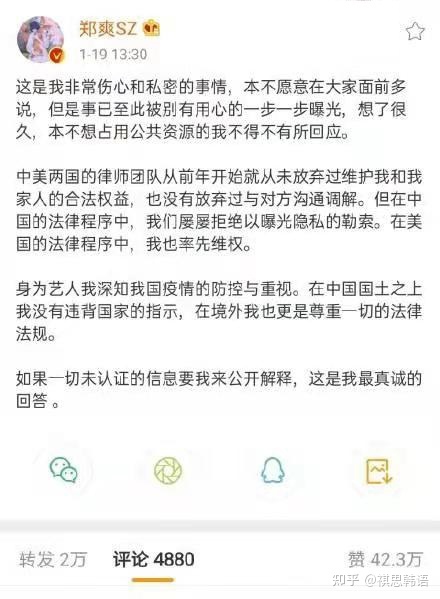 郑爽SZ
1-19 13:30
这是我非常伤心和私密的事情，本不愿意在大家面前多
说，但是事已至此被别有用心的一步一步曝光，想了很
久，本不想占用公共资源的我不得不有所回应。
中美两国的律师团队从前年开始就从未放弃过维护我和我
家人的合法权益，也没有放弃过与对方沟通调解。但在中
国的法律程序中，我们屡屡拒绝以曝光隐私的勒索。在美
国的法律程序中，我也率先维权。
身为艺人我深知我国疫情的防控与重视。在中国国土之上
我没有违背国家的指示，在境外我也更是尊重一切的法律
法规。
如果一切未认证的信息要我来公开解释，这是我最真诚的
回答 。
转发 2万 评论 4880 赞 42.3万
知乎 @祺思韩语